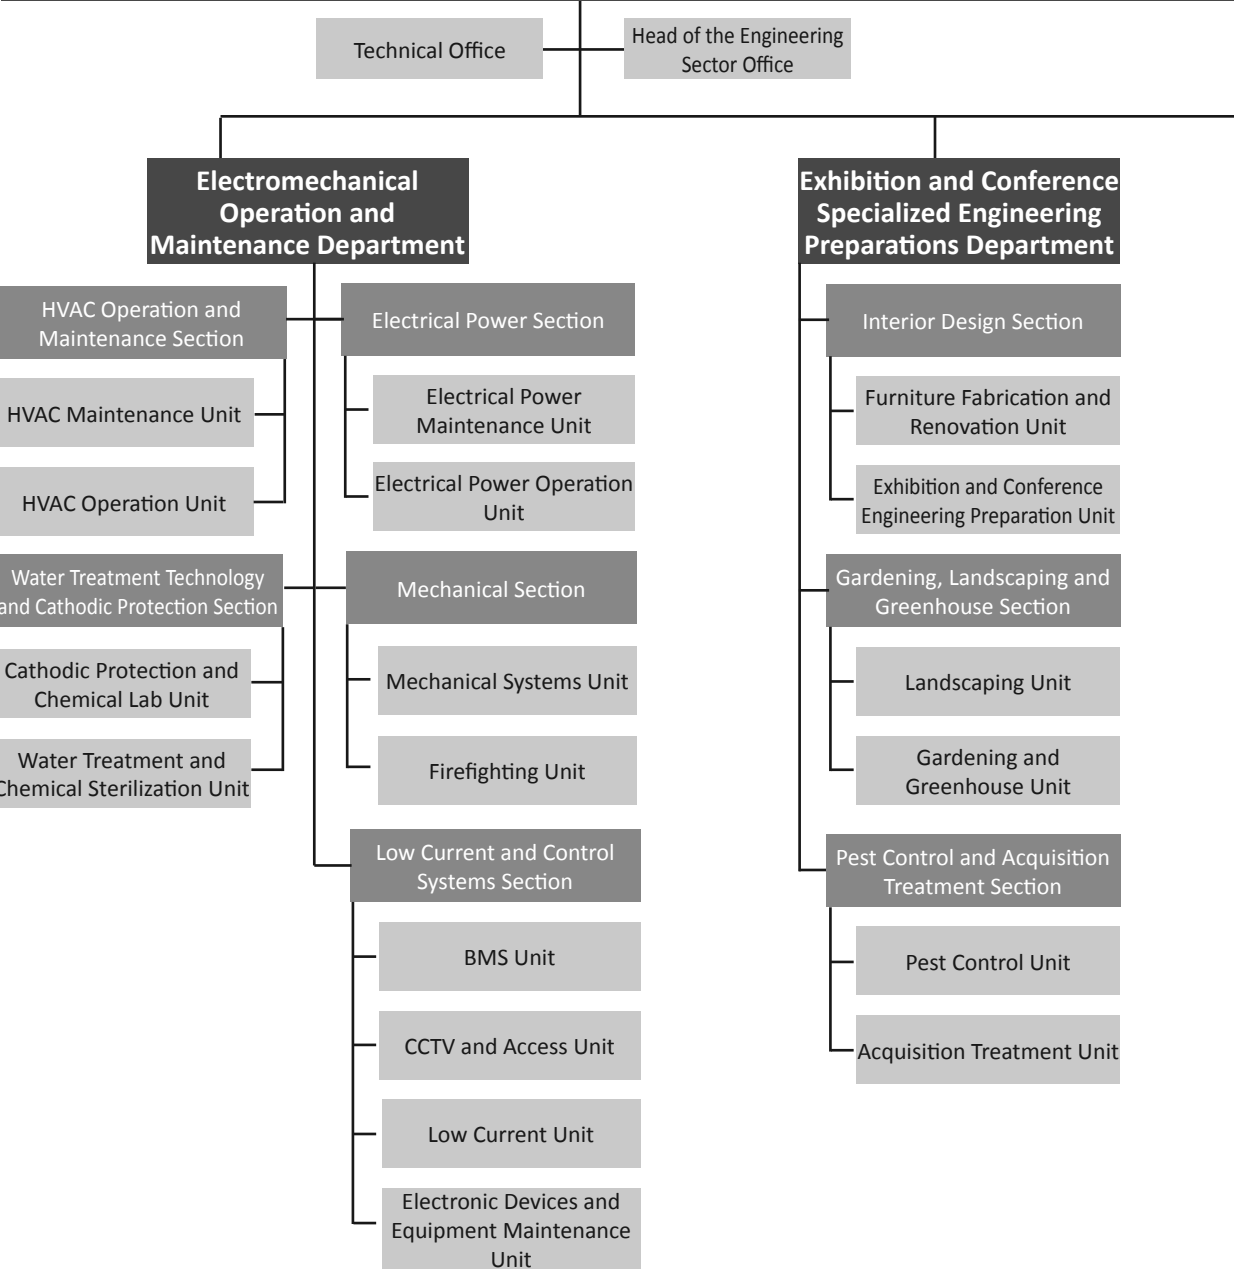 Technical Office
Head of the Engineering
Sector Office
Electromechanical
Operation and
Maintenance Department
HVAC Operation and
Maintenance Section
HVAC Maintenance Unit
HVAC Operation Unit
Water Treatment Technology
and Cathodic Protection Section
Cathodic Protection and
Chemical Lab Unit
Water Treatment and
Chemical Sterilization Unit
Electrical Power Section
Electrical Power
Maintenance Unit
Electrical Power Operation
Unit
Mechanical Section
Mechanical Systems Unit
Firefighting Unit
Low Current and Control
Systems Section
BMS Unit
CCTV and Access Unit
Low Current Unit
Electronic Devices and
Equipment Maintenance
Unit
Exhibition and Conference
Specialized Engineering
Preparations Department
Interior Design Section
Furniture Fabrication and
Renovation Unit
Exhibition and Conference
Engineering Preparation Unit
Gardening, Landscaping and
Greenhouse Section
Landscaping Unit
Gardening and
Greenhouse Unit
Pest Control and Acquisition
Treatment Section
Pest Control Unit
Acquisition Treatment Unit